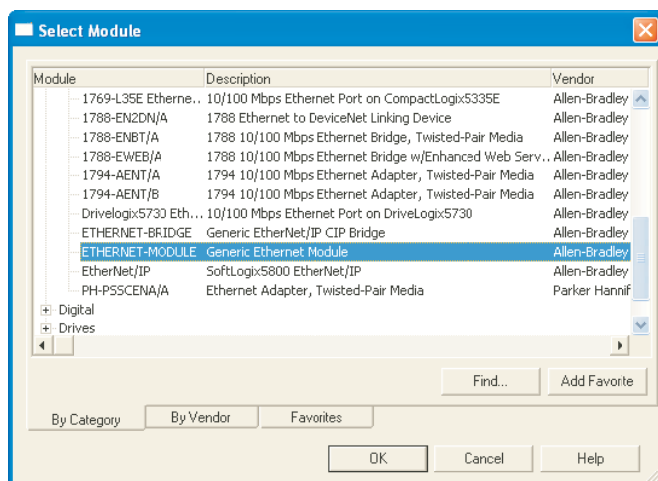 Select Module
Module Description Vendor
1769-L35E Etherne... 10/100 Mbps Ethernet Port on CompactLogix5335E Allen-Bradley
1788-EN2DN/A 1788 Ethernet to DeviceNet Linking Device Allen-Bradley
1788-ENBT/A 1788 10/100 Mbps Ethernet Bridge, Twisted-Pair Media Allen-Bradley
1788-EWEB/A 1788 10/100 Mbps Ethernet Bridge w/Enhanced Web Serv... Allen-Bradley
1794-AENT/A 1794 10/100 Mbps Ethernet Adapter, Twisted-Pair Media Allen-Bradley
1794-AENT/B 1794 10/100 Mbps Ethernet Adapter, Twisted-Pair Media Allen-Bradley
Drivelogix5730 Eth... 10/100 Mbps Ethernet Port on DriveLogix5730 Allen-Bradley
ETHERNET-BRIDGE Generic EtherNet/IP CIP Bridge Allen-Bradley
ETHERNET-MODULE Generic Ethernet Module Allen-Bradley
EtherNet/IP SoftLogix5800 EtherNet/IP Allen-Bradley
PH-PSSCENA/A Ethernet Adapter, Twisted-Pair Media Parker Hannif
Digital
Drives
Find... Add Favorite
By Category By Vendor Favorites
OK Cancel Help